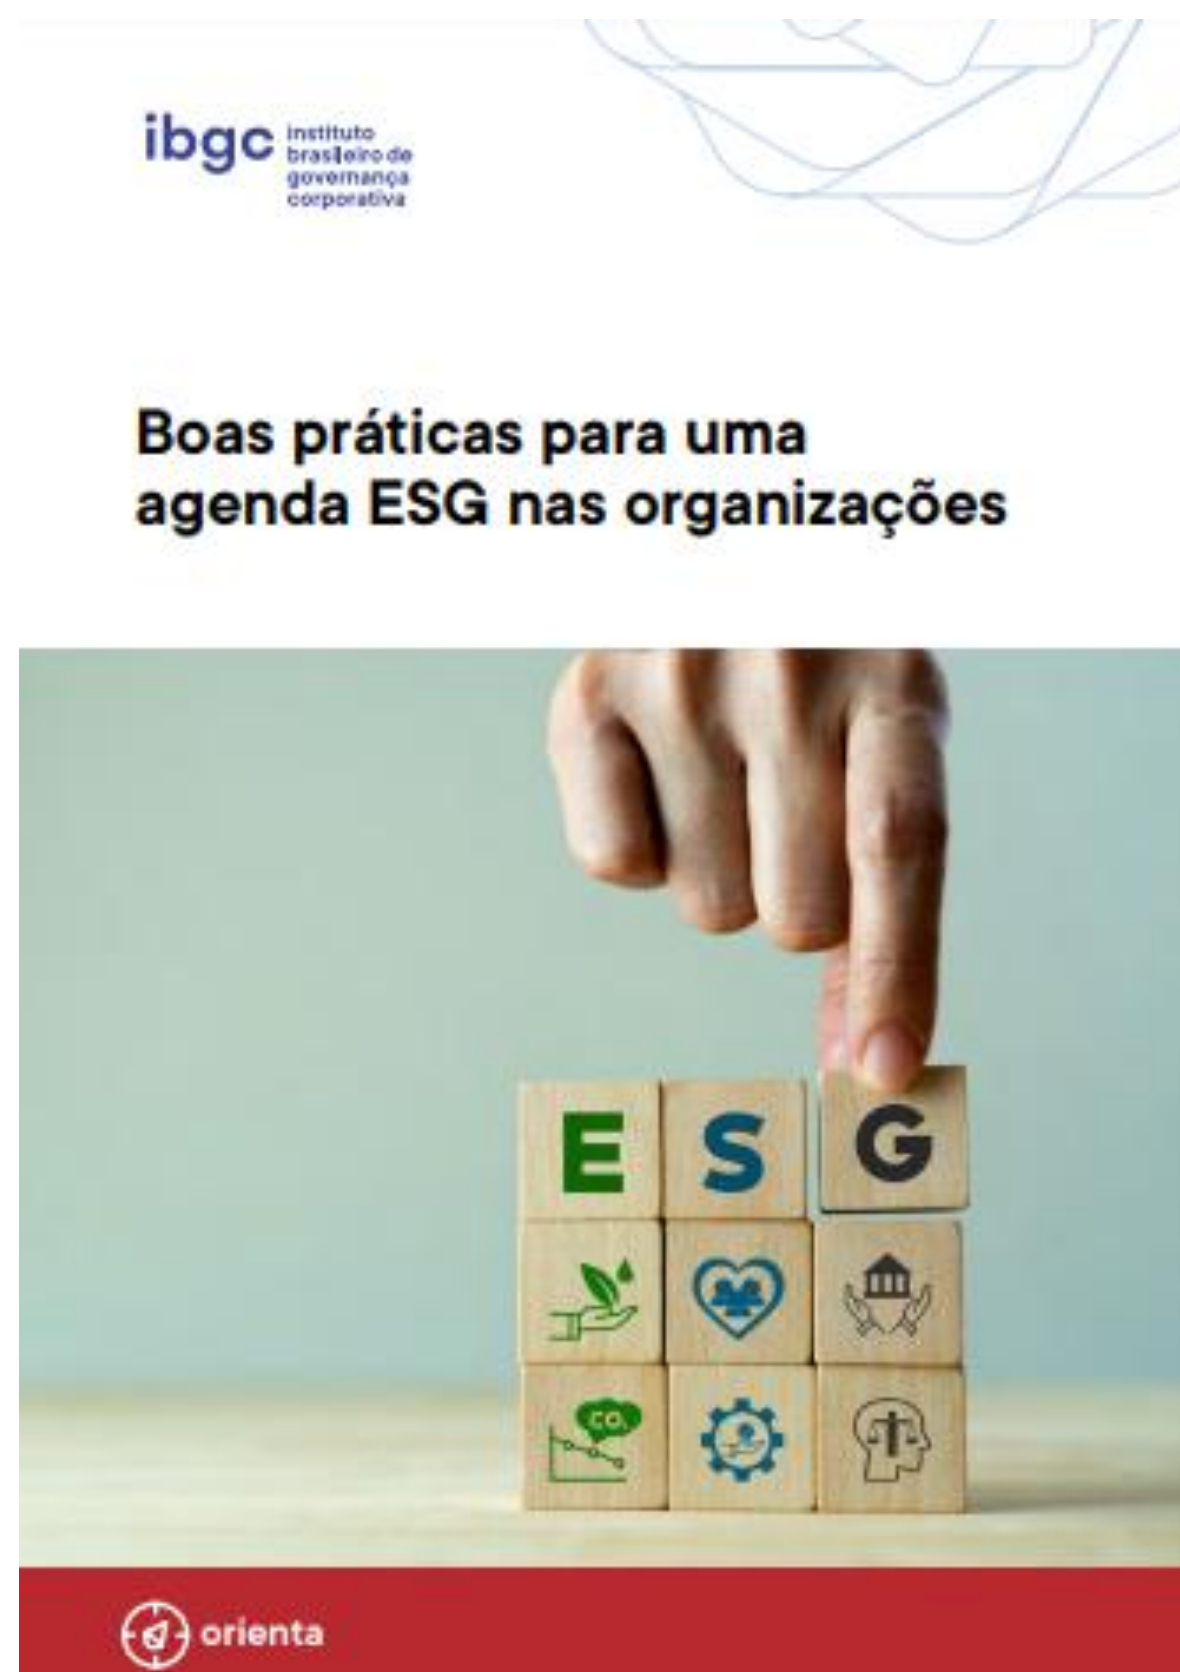 ibgc
instituto
brasileiro de
governança
corporativa
Boas práticas para uma
agenda ESG nas organizações
E S G
CO₂
orienta